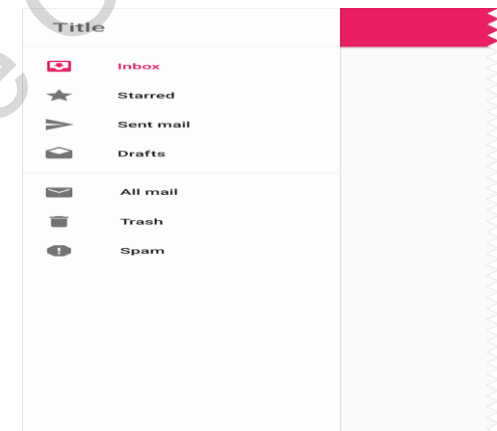 Title
Inbox
Starred
Sent mail
Drafts
All mail
Trash
Spam